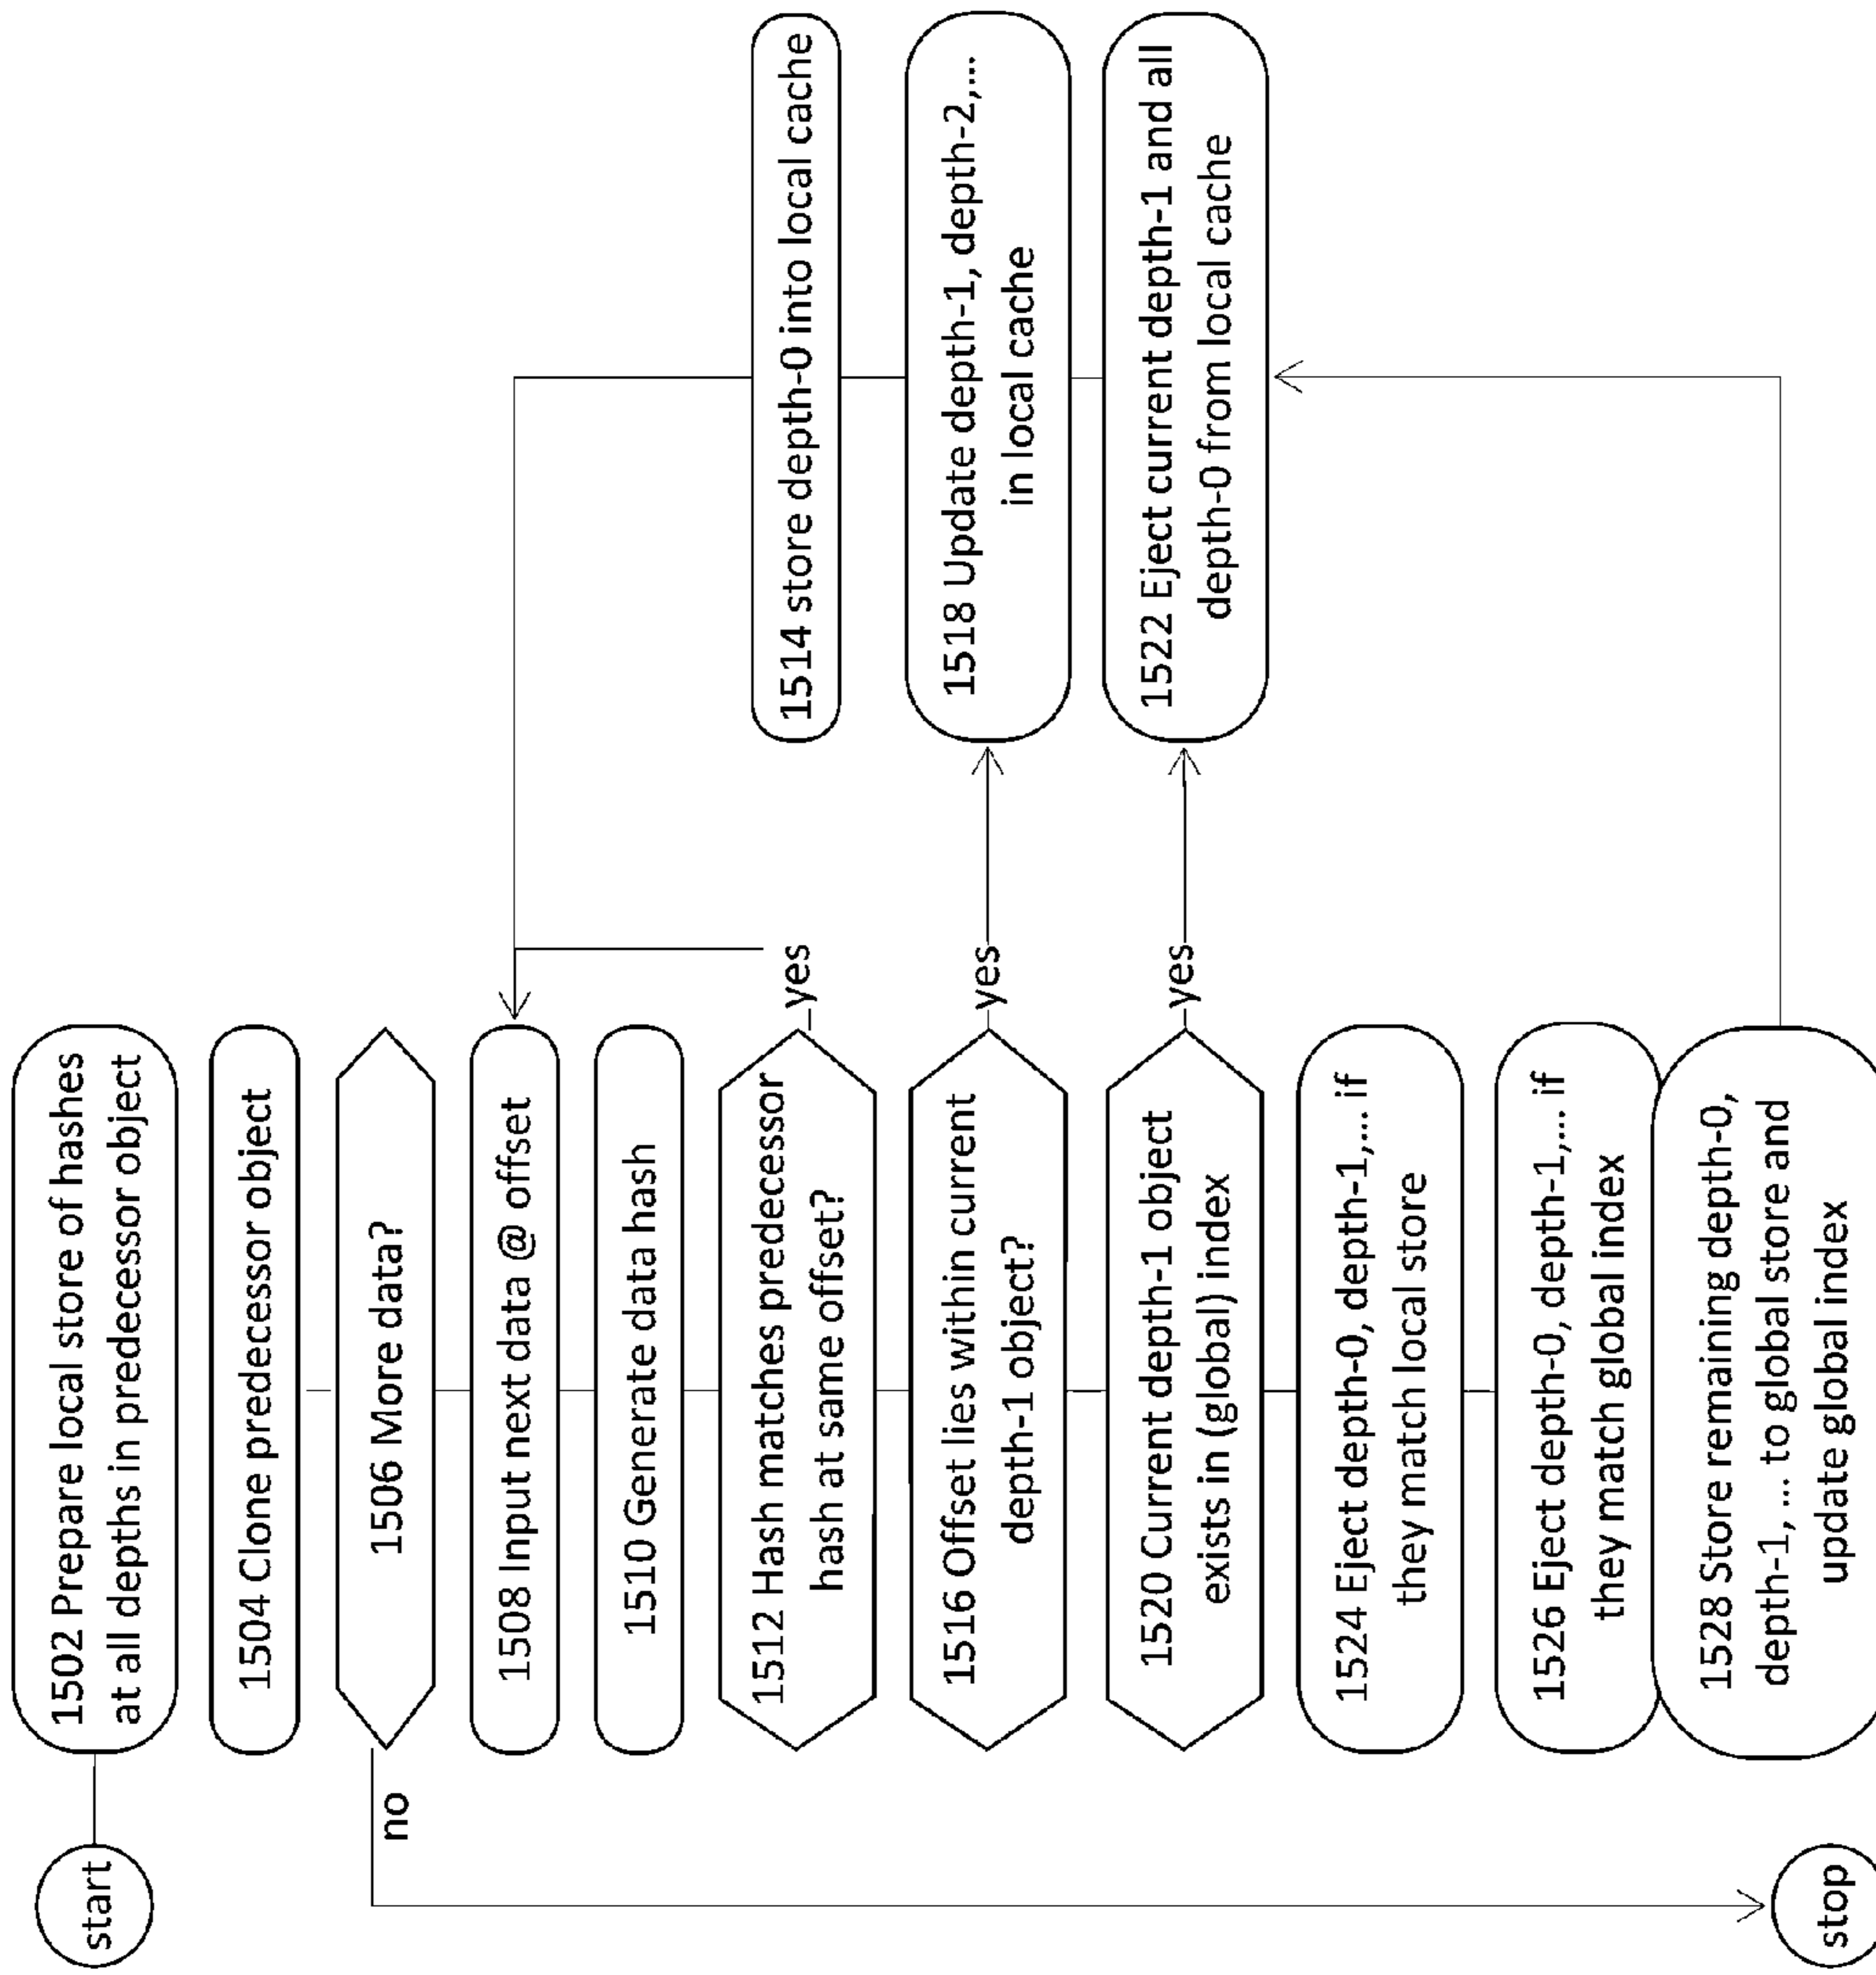 start
1502 Prepare local store of hashes
at all depths in predecessor object
1504 Clone predecessor object
1506 More data?
no
1508 Input next data @ offset
1510 Generate data hash
1512 Hash matches predecessor
hash at same offset?
yes
1514 store depth-0 into local cache
1516 Offset lies within current
depth-1 object?
yes
1518 Update depth-1, depth-2,...
in local cache
1520 Current depth-1 object
exists in (global) index?
yes
1522 Eject current depth-1 and all
depth-0 from local cache
1524 Eject depth-0, depth-1,... if
they match local store
1526 Eject depth-0, depth-1,... if
they match global index
1528 Store remaining depth-0,
depth-1, ... to global store and
update global index
stop